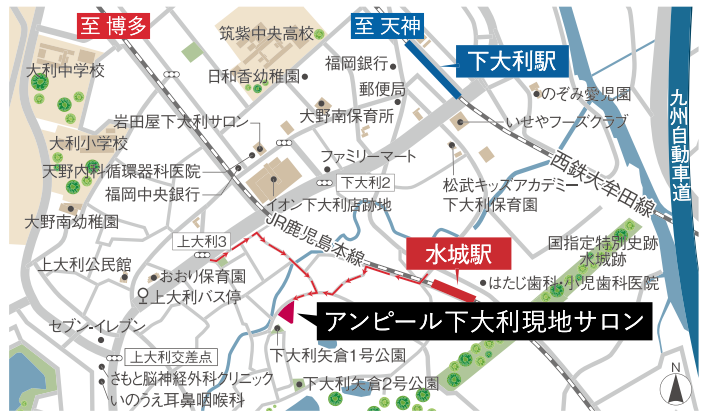 至 博多
筑紫中央高校
至 天神
大利中学校
日和香幼稚園
福岡銀行
下大利駅
郵便局
のぞみ愛児園
大野南保育所
岩田屋下大利サロン
いせやフーズクラブ
九州自動車道
大利小学校
天野内科循環器科医院
ファミリーマート
福岡中央銀行
下大利2
松武キッズアカデミー
下大利保育園
西鉄大牟田線
イオン下大利店跡地
大野南幼稚園
JR鹿児島本線
上大利3
水城駅
国指定特別史跡
水城跡
上大利公民館
おおり保育園
はたじ歯科・小児歯科医院
上大利バス停
アンピール下大利現地サロン
セブン-イレブン
上大利交差点
下大利矢倉1号公園
さもと脳神経外科クリニック
いのうえ耳鼻咽喉科
下大利矢倉2号公園
N